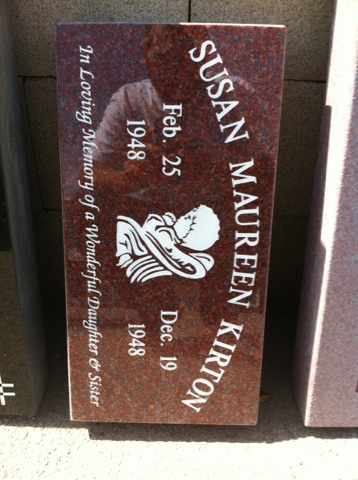 SUSAN MAUREEN KIRTON
Feb. 25
1948
Dec. 19
1948
In Loving Memory of a Wonderful Daughter & Sister